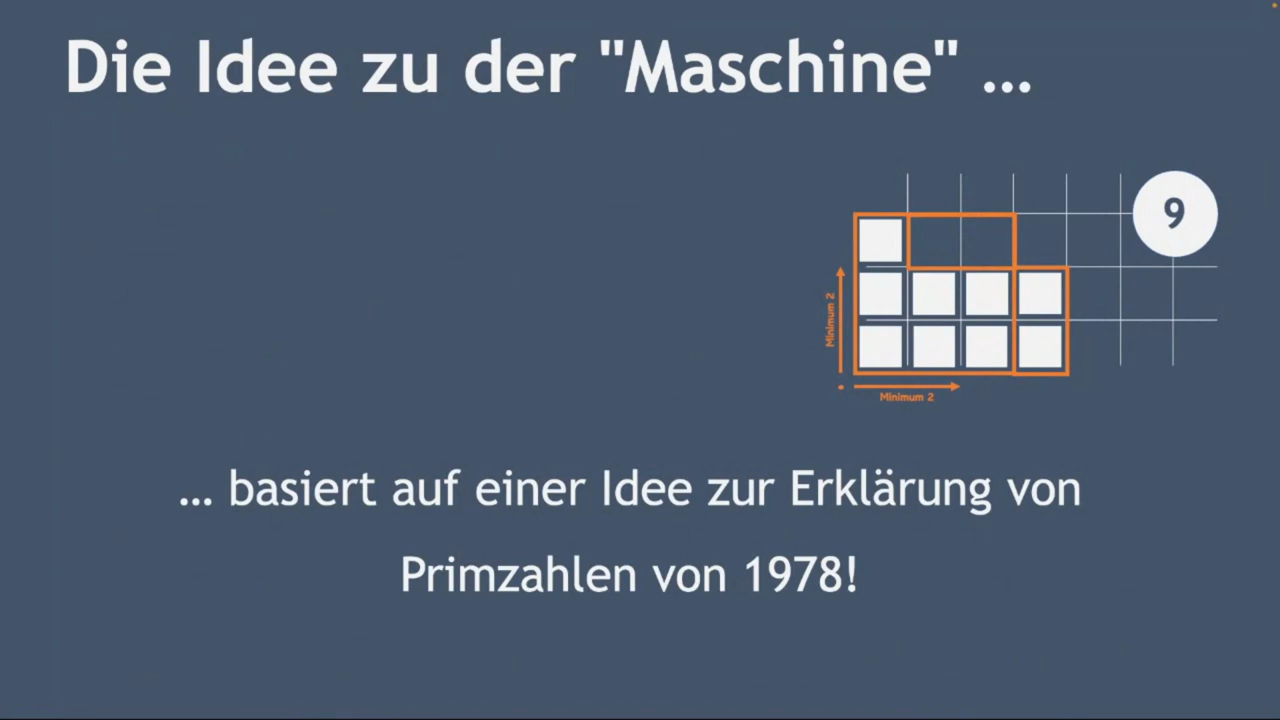 Die Idee zu der "Maschine" ...
9
Minimum 2
Minimum 2
... basiert auf einer Idee zur Erklärung von
Primzahlen von 1978!